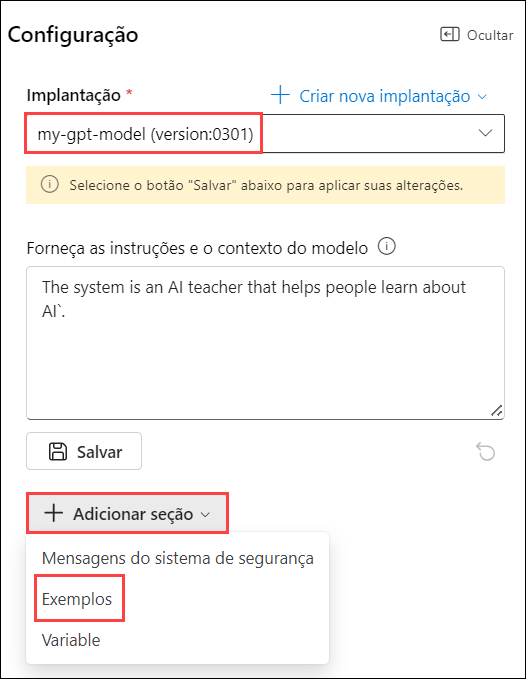 Configuração
Ocultar
Implantação *
Criar nova implantação
my-gpt-model (version:0301)
Selecione o botão "Salvar" abaixo para aplicar suas alterações.
Forneça as instruções e o contexto do modelo
The system is an AI teacher that helps people learn about
AI`.
Salvar
Adicionar seção
Mensagens do sistema de segurança
Exemplos
Variable